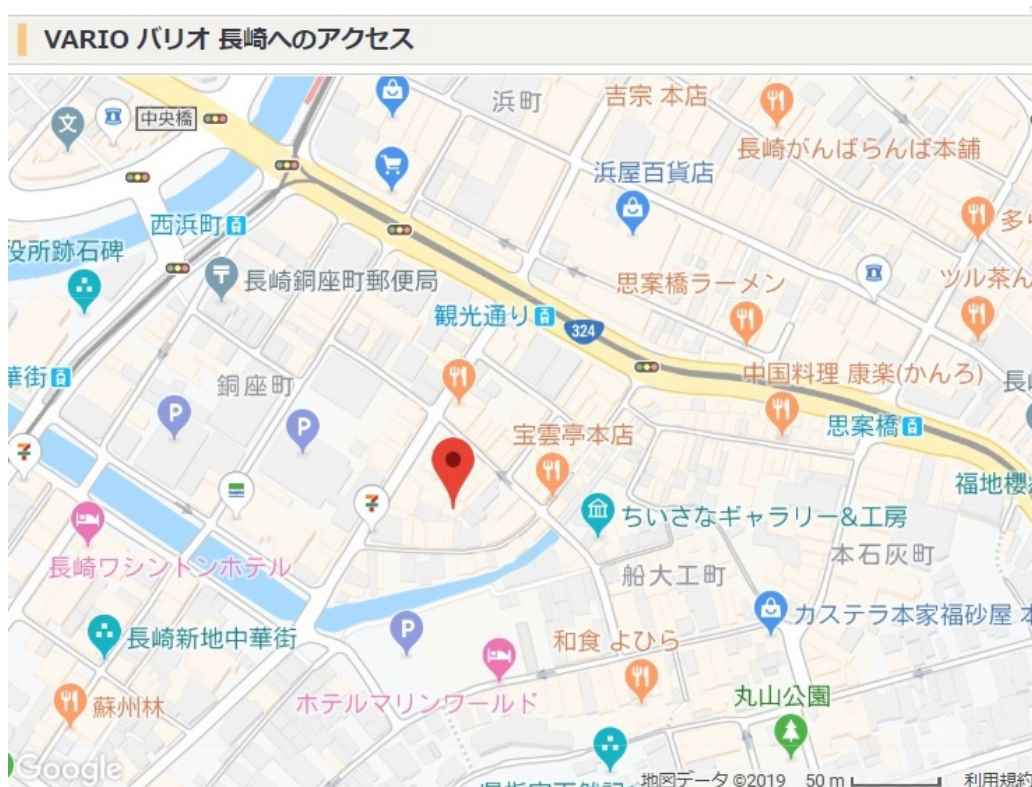 VARIO バリオ 長崎へのアクセス
浜町
吉宗 本店
中央橋
文
長崎がんばらんば本舗
浜屋百貨店
西浜町
多
役所跡石碑
長崎銅座町郵便局
思案橋ラーメン
ツル茶ん
観光通り
324
華街
銅座町
中国料理 康楽(かんろ)
長
P
P
宝雲亭本店
思案橋
7
福地櫻
7
ちいさなギャラリー&工房
本石灰町
長崎ワシントンホテル
船大工町
カステラ本家福砂屋 本
P
長崎新地中華街
和食 よひら
ホテルマリンワールド
丸山公園
蘇州林
Google
地図データ ©2019
50 m
利用規約